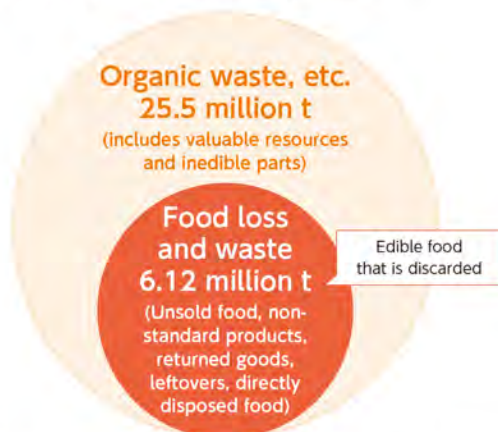 Organic waste, etc.
25.5 million t
(includes valuable resources
and inedible parts)
Food loss
and waste
6.12 million t
(Unsold food, non-
standard products,
returned goods,
leftovers, directly
disposed food)
Edible food
that is discarded